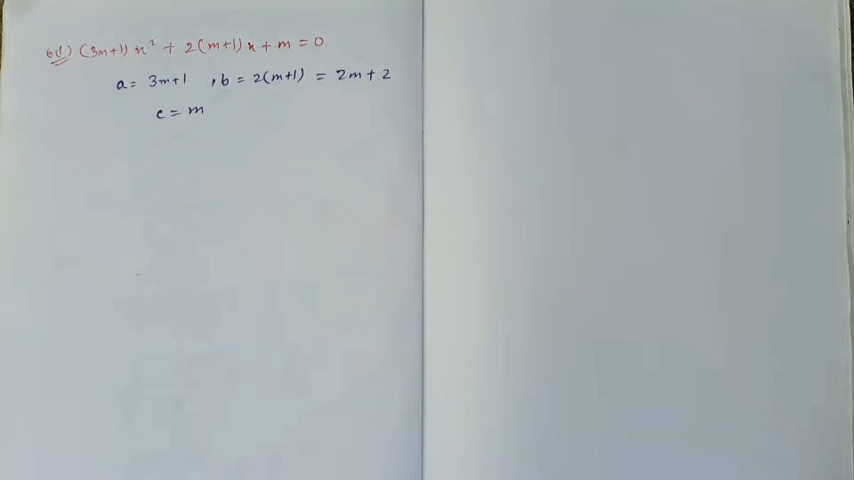 6(i) (3m+1) x² + 2(m+1)x + m = 0
a = 3m+1 , b = 2(m+1) = 2m+2
c = m